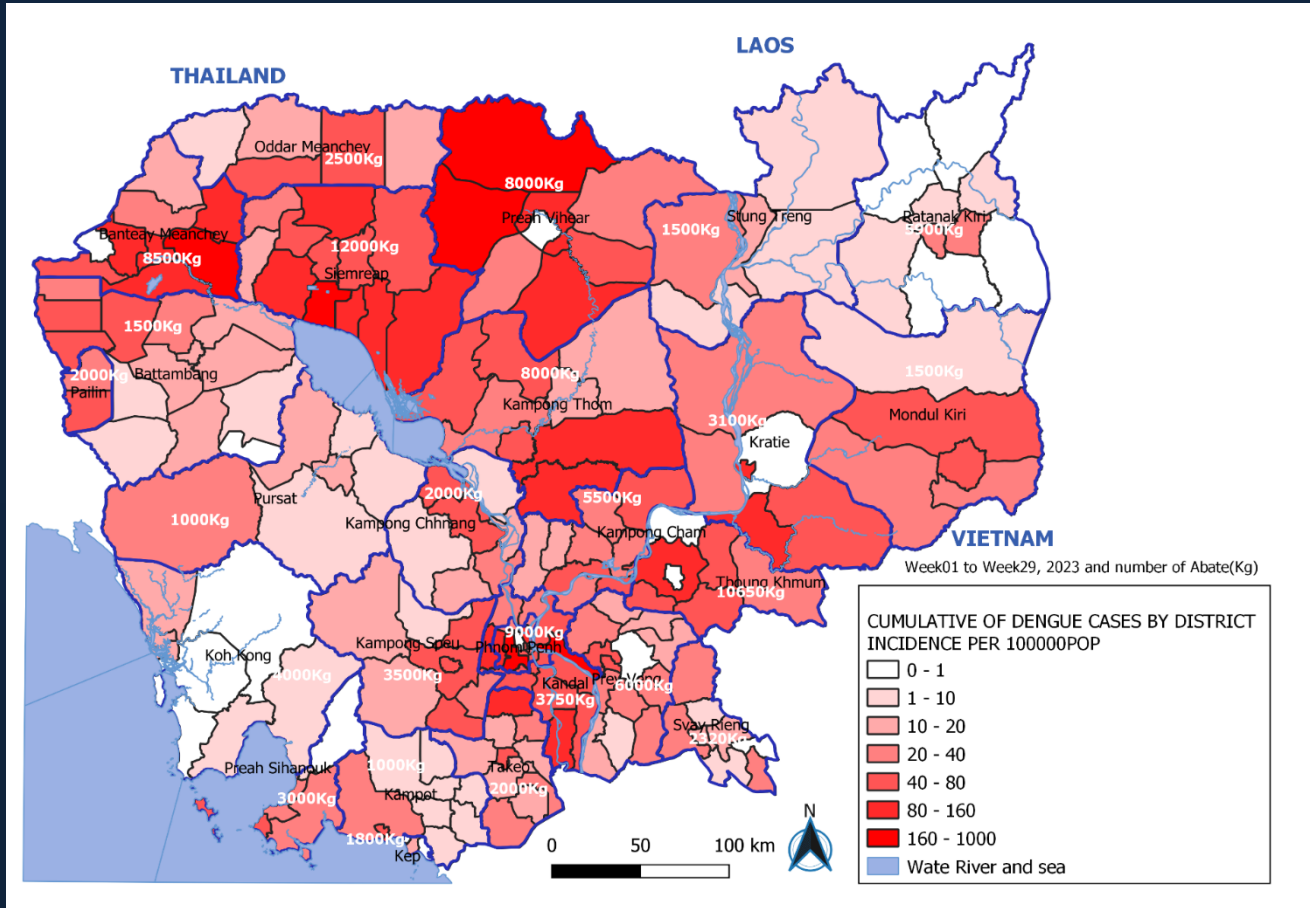 LAOS
THAILAND
Oddar Meanchey
2500Kg
8000Kg
Preah Vihear
Stung Treng
1500Kg
Ratanak Kiri
5900Kg
Banteay Meanchey
8500Kg
12000Kg
Siemreap
1500Kg
2000Kg
Battambang
Pailin
8000Kg
Kampong Thom
1500Kg
Mondul Kiri
3100Kg
Kratie
Pursat
1000Kg
2000Kg
Kampong Chhnang
5500Kg
Kampong Cham
VIETNAM
Week01 to Week29, 2023 and number of Abate(Kg)
Thoung Khmum
10650Kg
Koh Kong
4000Kg
Kampong Speu
3500Kg
9000Kg
Phnom Penh
Kandal
3750Kg
Prey Veng
6000Kg
Svay Rieng
2320Kg
Preah Sihanouk
3000Kg
1000Kg
Kampot
Takeo
2000Kg
1800Kg
Kep
N
0 50 100 km
CUMULATIVE OF DENGUE CASES BY DISTRICT
INCIDENCE PER 100000POP
0 - 1
1 - 10
10 - 20
20 - 40
40 - 80
80 - 160
160 - 1000
Wate River and sea